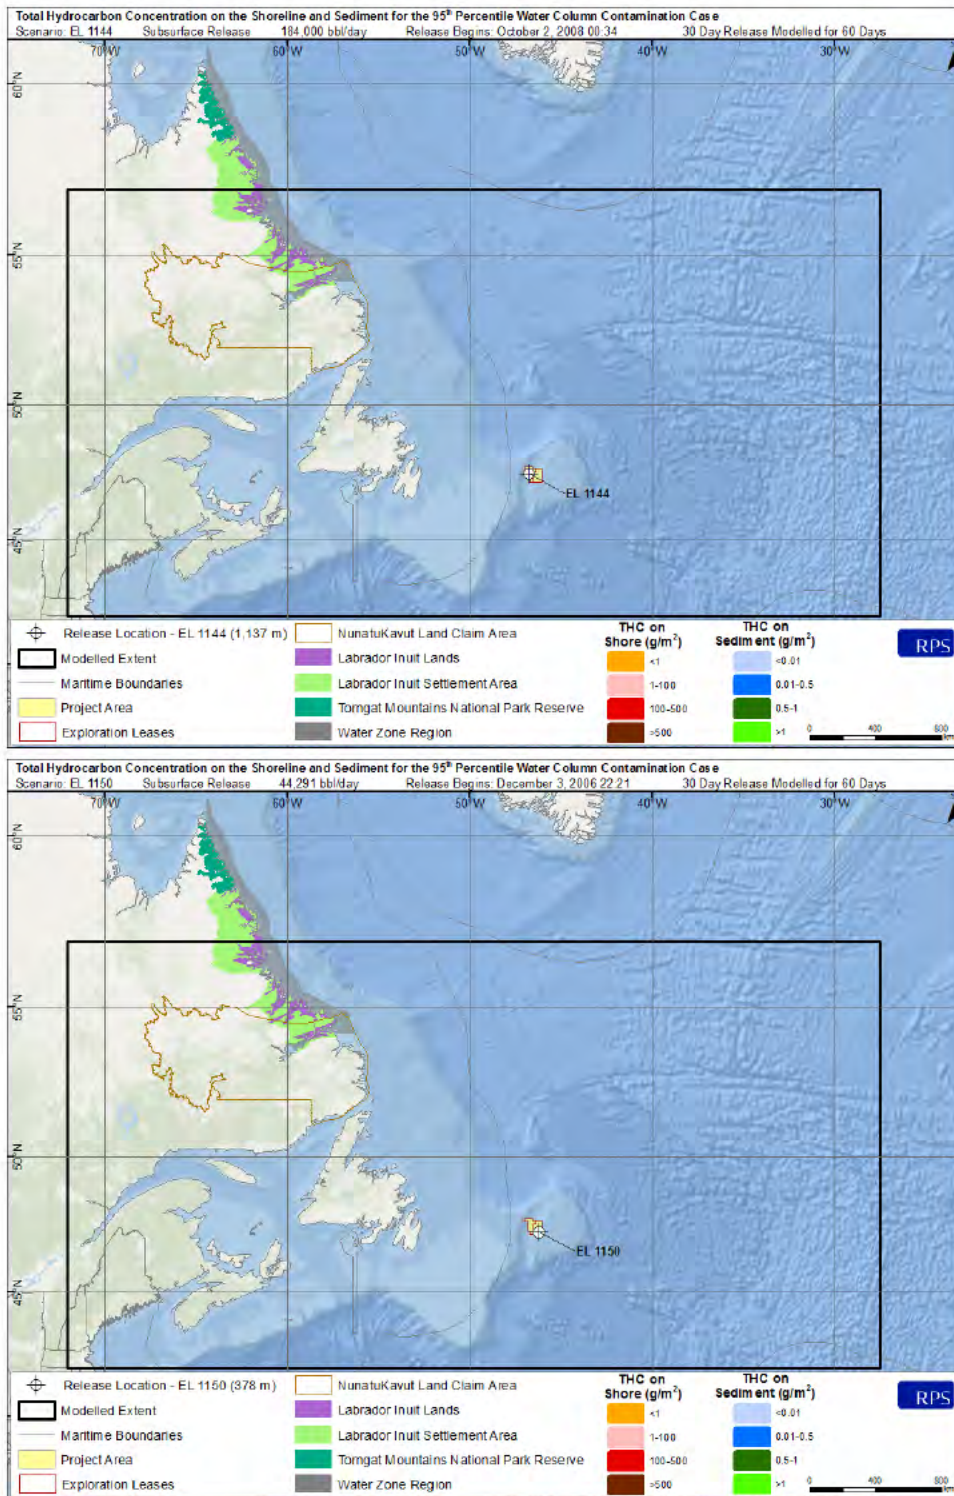 Total Hydrocarbon Concentration on the Shoreline and Sediment for the 95th Percentile Water Column Contamination Case
Scenario: EL 1144 Subsurface Release 184,000 bbl/day Release Begins: October 2, 2008 00:34 30 Day Release Modelled for 60 Days
70°W 60°W 50°W 40°W 30°W
60°N
55°N
50°N
45°N
EL 1144
Release Location - EL 1144 (1,137 m)
Modelled Extent
Maritime Boundaries
Project Area
Exploration Leases
NunatuKavut Land Claim Area
Labrador Inuit Lands
Labrador Inuit Settlement Area
Torngat Mountains National Park Reserve
Water Zone Region
THC on
Shore (g/m²)
<1
1-100
100-500
>500
THC on
Sediment (g/m²)
<0.01
0.01-0.5
0.5-1
>1
RPS
0 400 800
km
Total Hydrocarbon Concentration on the Shoreline and Sediment for the 95th Percentile Water Column Contamination Case
Scenario: EL 1150 Subsurface Release 44,291 bbl/day Release Begins: December 3, 2006 22:21 30 Day Release Modelled for 60 Days
70°W 60°W 50°W 40°W 30°W
60°N
55°N
50°N
45°N
EL 1150
Release Location - EL 1150 (378 m)
Modelled Extent
Maritime Boundaries
Project Area
Exploration Leases
NunatuKavut Land Claim Area
Labrador Inuit Lands
Labrador Inuit Settlement Area
Torngat Mountains National Park Reserve
Water Zone Region
THC on
Shore (g/m²)
<1
1-100
100-500
>500
THC on
Sediment (g/m²)
<0.01
0.01-0.5
0.5-1
>1
RPS
0 400 800
km